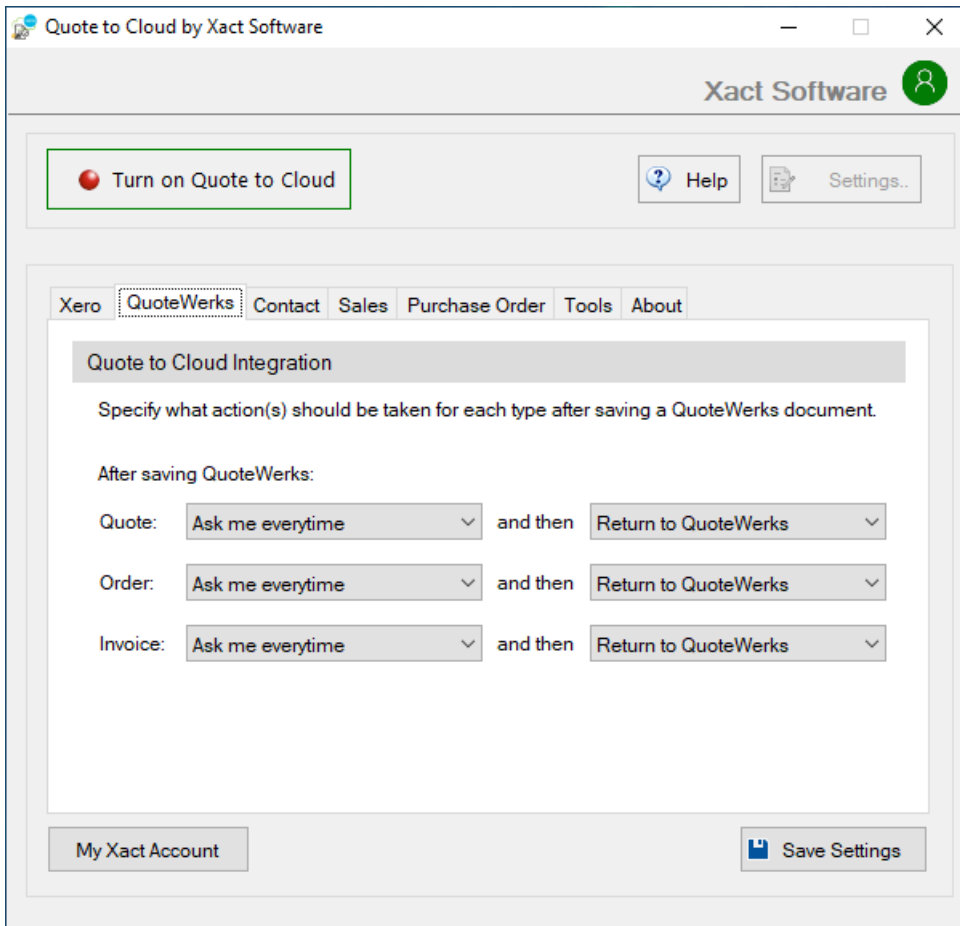 Quote to Cloud by Xact Software
Xact Software
Turn on Quote to Cloud
Help
Settings..
Xero QuoteWerks Contact Sales Purchase Order Tools About
Quote to Cloud Integration
Specify what action(s) should be taken for each type after saving a QuoteWerks document.
After saving QuoteWerks:
Quote: Ask me everytime and then Return to QuoteWerks
Order: Ask me everytime and then Return to QuoteWerks
Invoice: Ask me everytime and then Return to QuoteWerks
My Xact Account
Save Settings